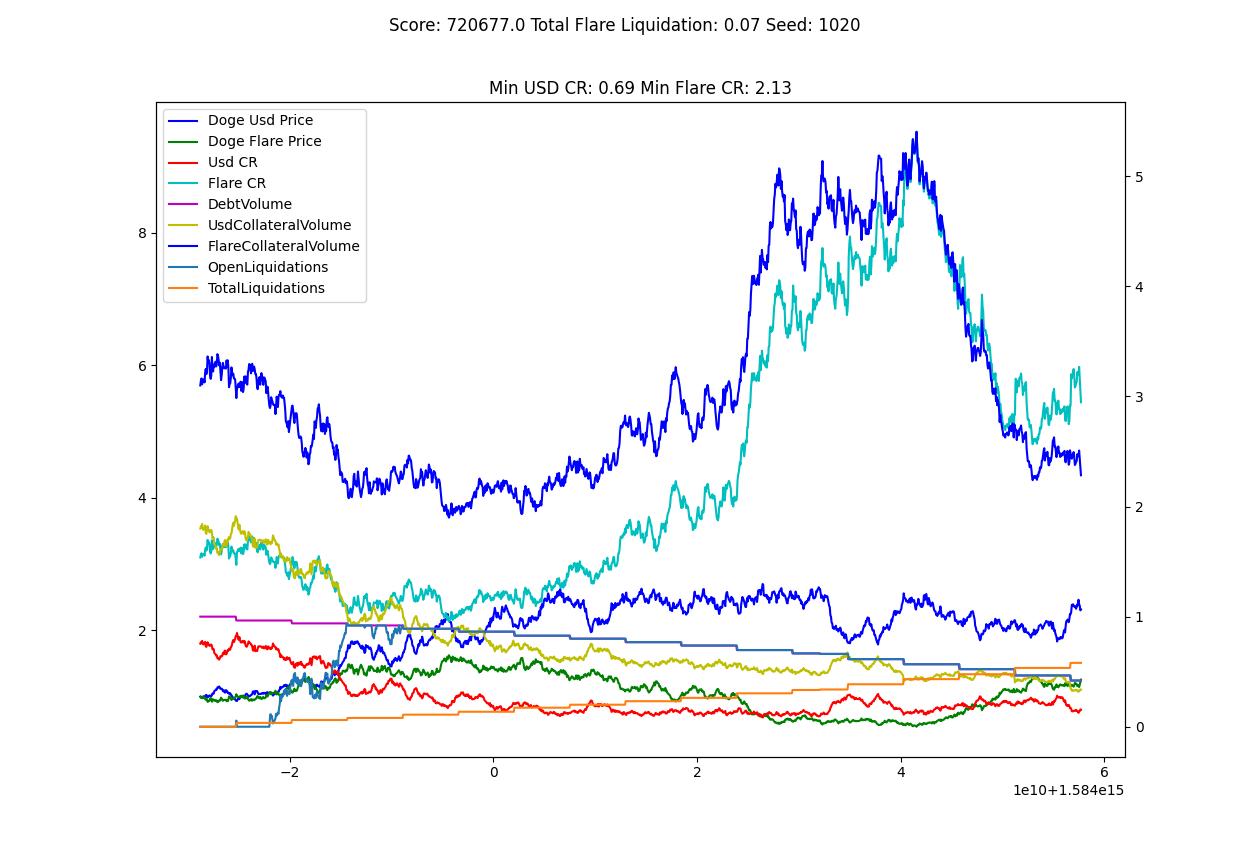 Score: 720677.0 Total Flare Liquidation: 0.07 Seed: 1020
Min USD CR: 0.69 Min Flare CR: 2.13
Doge Usd Price
Doge Flare Price
Usd CR
Flare CR
DebtVolume
UsdCollateralVolume
FlareCollateralVolume
OpenLiquidations
TotalLiquidations
8
6
4
2
5
4
3
2
1
0
−2
0
2
4
6
1e10+1.584e15